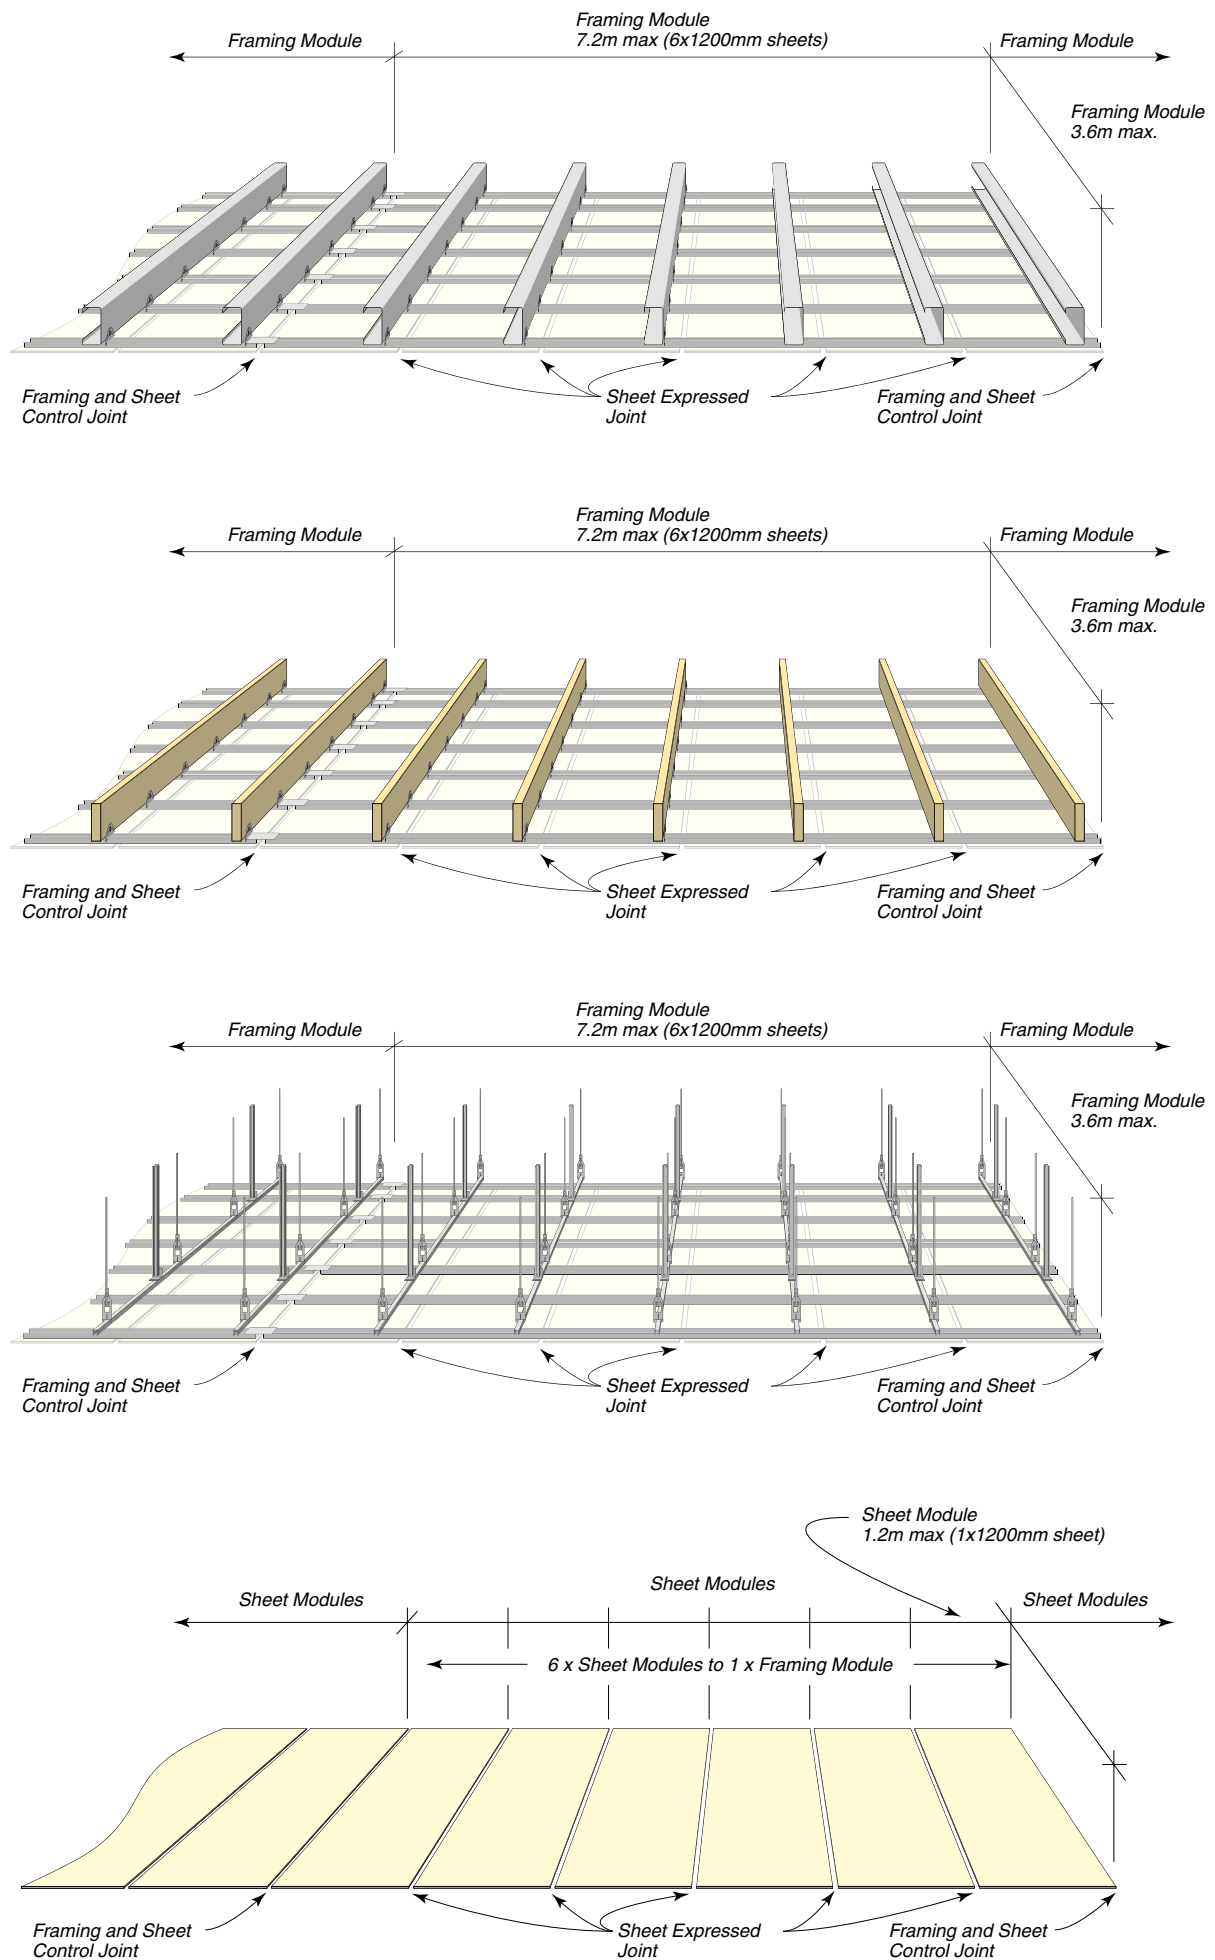 Framing Module
7.2m max (6x1200mm sheets)
Framing Module
Framing Module
Framing Module
3.6m max.
Framing and Sheet
Control Joint
Sheet Expressed
Joint
Framing and Sheet
Control Joint
Framing Module
7.2m max (6x1200mm sheets)
Framing Module
Framing Module
Framing Module
3.6m max.
Framing and Sheet
Control Joint
Sheet Expressed
Joint
Framing and Sheet
Control Joint
Framing Module
7.2m max (6x1200mm sheets)
Framing Module
Framing Module
Framing Module
3.6m max.
Framing and Sheet
Control Joint
Sheet Expressed
Joint
Framing and Sheet
Control Joint
Sheet Module
1.2m max (1x1200mm sheet)
Sheet Modules
Sheet Modules
Sheet Modules
6 x Sheet Modules to 1 x Framing Module
Framing and Sheet
Control Joint
Sheet Expressed
Joint
Framing and Sheet
Control Joint